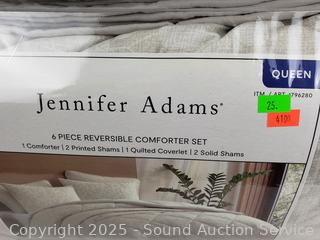 QUEEN
ITM. / ART. 1796280
25.
6100
Jennifer Adams®
6 PIECE REVERSIBLE COMFORTER SET
1 Comforter | 2 Printed Shams | 1 Quilted Coverlet | 2 Solid Shams
Copyright 2025 - Sound Auction Service